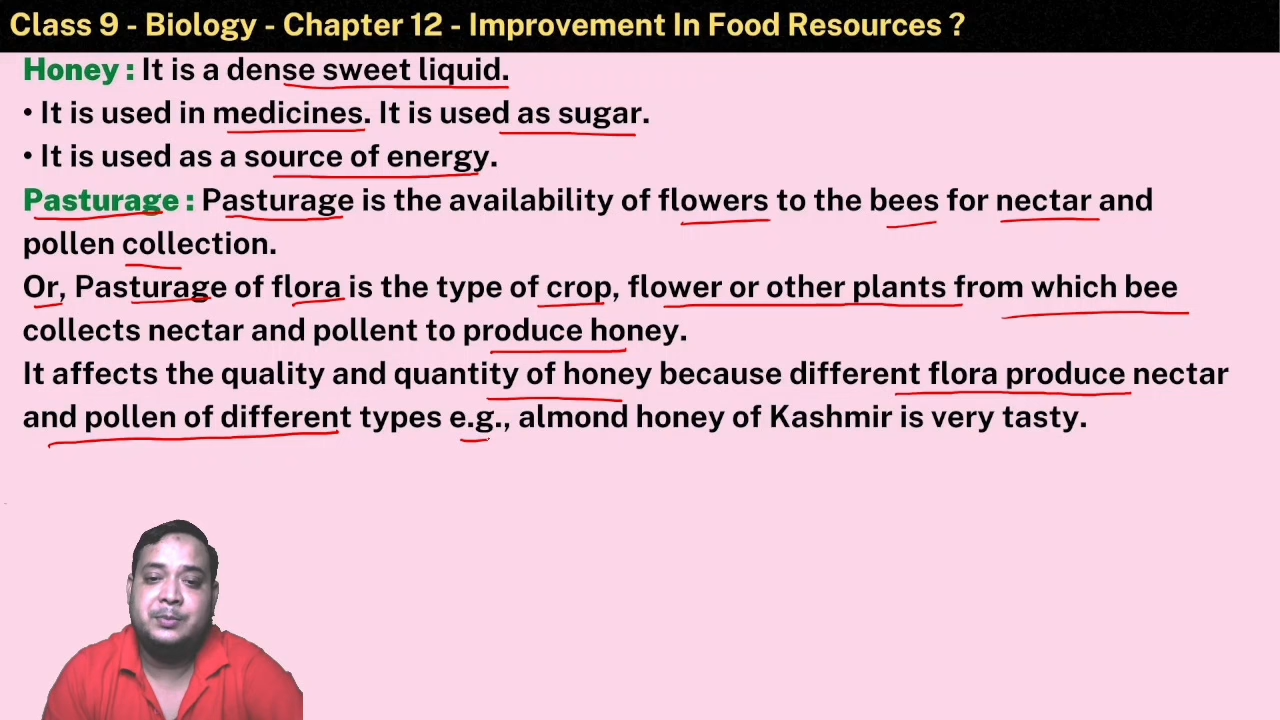 Class 9 - Biology - Chapter 12 - Improvement In Food Resources ?
Honey : It is a dense sweet liquid.
• It is used in medicines. It is used as sugar.
• It is used as a source of energy.
Pasturage : Pasturage is the availability of flowers to the bees for nectar and
pollen collection.
Or, Pasturage of flora is the type of crop, flower or other plants from which bee
collects nectar and pollent to produce honey.
It affects the quality and quantity of honey because different flora produce nectar
and pollen of different types e.g., almond honey of Kashmir is very tasty.